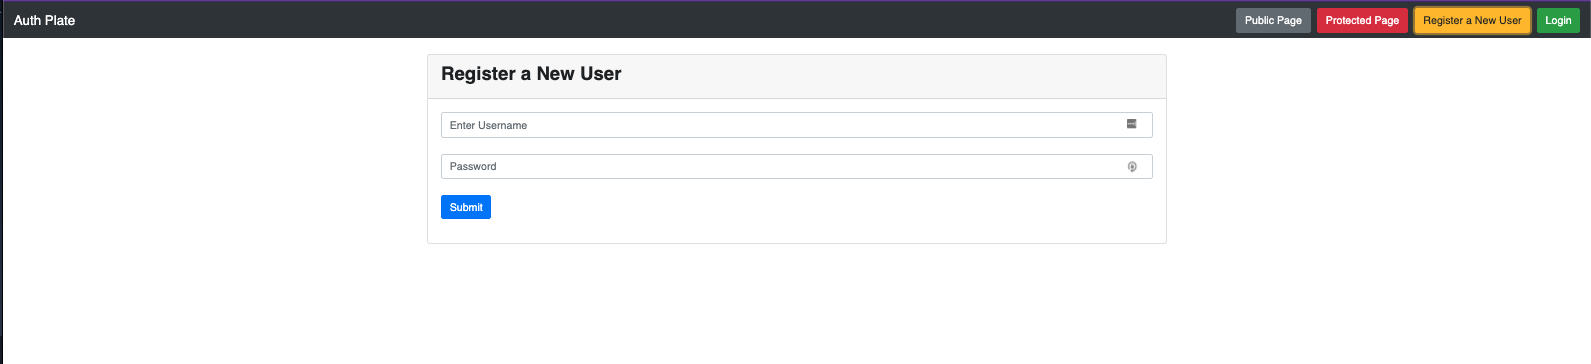 Auth Plate
Public Page
Protected Page
Register a New User
Login
Register a New User
Enter Username
Password
Submit